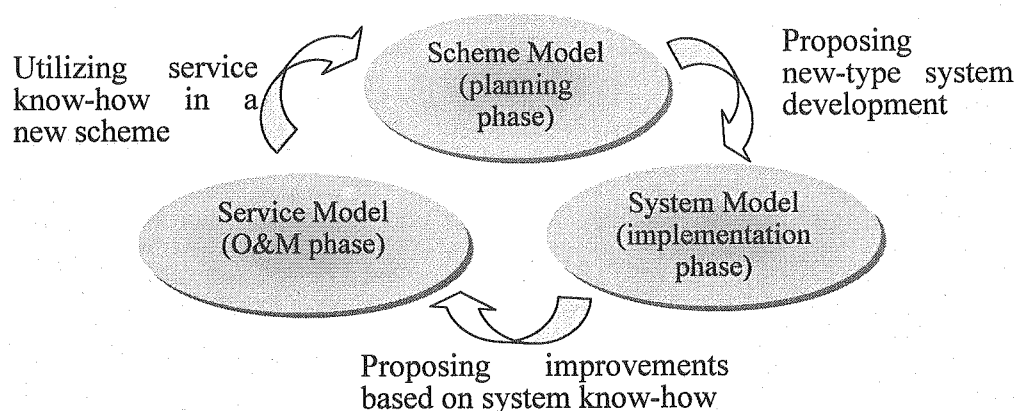 Scheme Model
(planning
phase)
Proposing
new-type system
development
Utilizing service
know-how in a
new scheme
Service Model
(O&M phase)
System Model
(implementation
phase)
Proposing improvements
based on system know-how